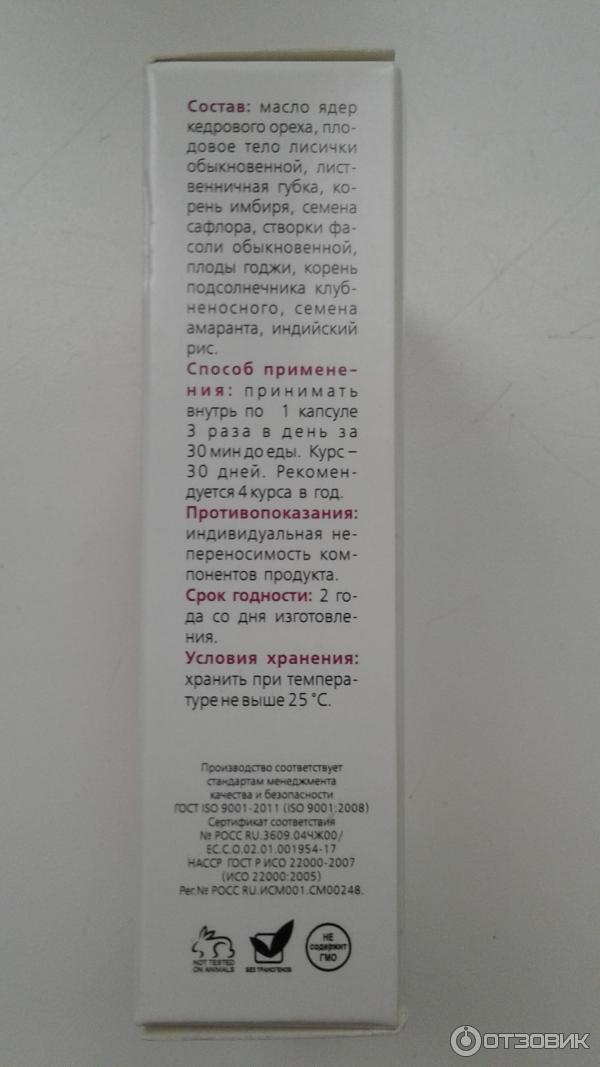 Состав: масло ядер
кедрового ореха, пло-
довое тело лисички
обыкновенной, лист-
венничная губка, ко-
рень имбиря, семена
сафлора, створки фа-
соли обыкновенной,
плоды годжи, корень
подсолнечника клуб-
неносного, семена
амаранта, индийский
рис.
Способ примене-
ния: принимать
внутрь по 1 капсуле
3 раза в день за
30 мин до еды. Курс –
30 дней. Рекомен-
дуется 4 курса в год.
Противопоказания:
индивидуальная не-
переносимость ком-
понентов продукта.
Срок годности: 2 го-
да со дня изготовле-
ния.
Условия хранения:
хранить при темпера-
туре не выше 25 °С.
Производство соответствует
стандартам менеджмента
качества и безопасности
ГОСТ ISO 9001-2011 (ISO 9001:2008)
Сертификат соответствия
№ РОСС RU.3609.04ЧЖ00/
ЕС.С.О.02.01.001954-17
НАССР ГОСТ Р ИСО 22000-2007
(ИСО 22000:2005)
Рег.№ РОСС RU.ИСМ001.СМ00248.
NOT TESTED
ON ANIMALS
БЕЗ ТРАНСГЕНОВ
НЕ
содержит
ГМО
ОТЗОВИК